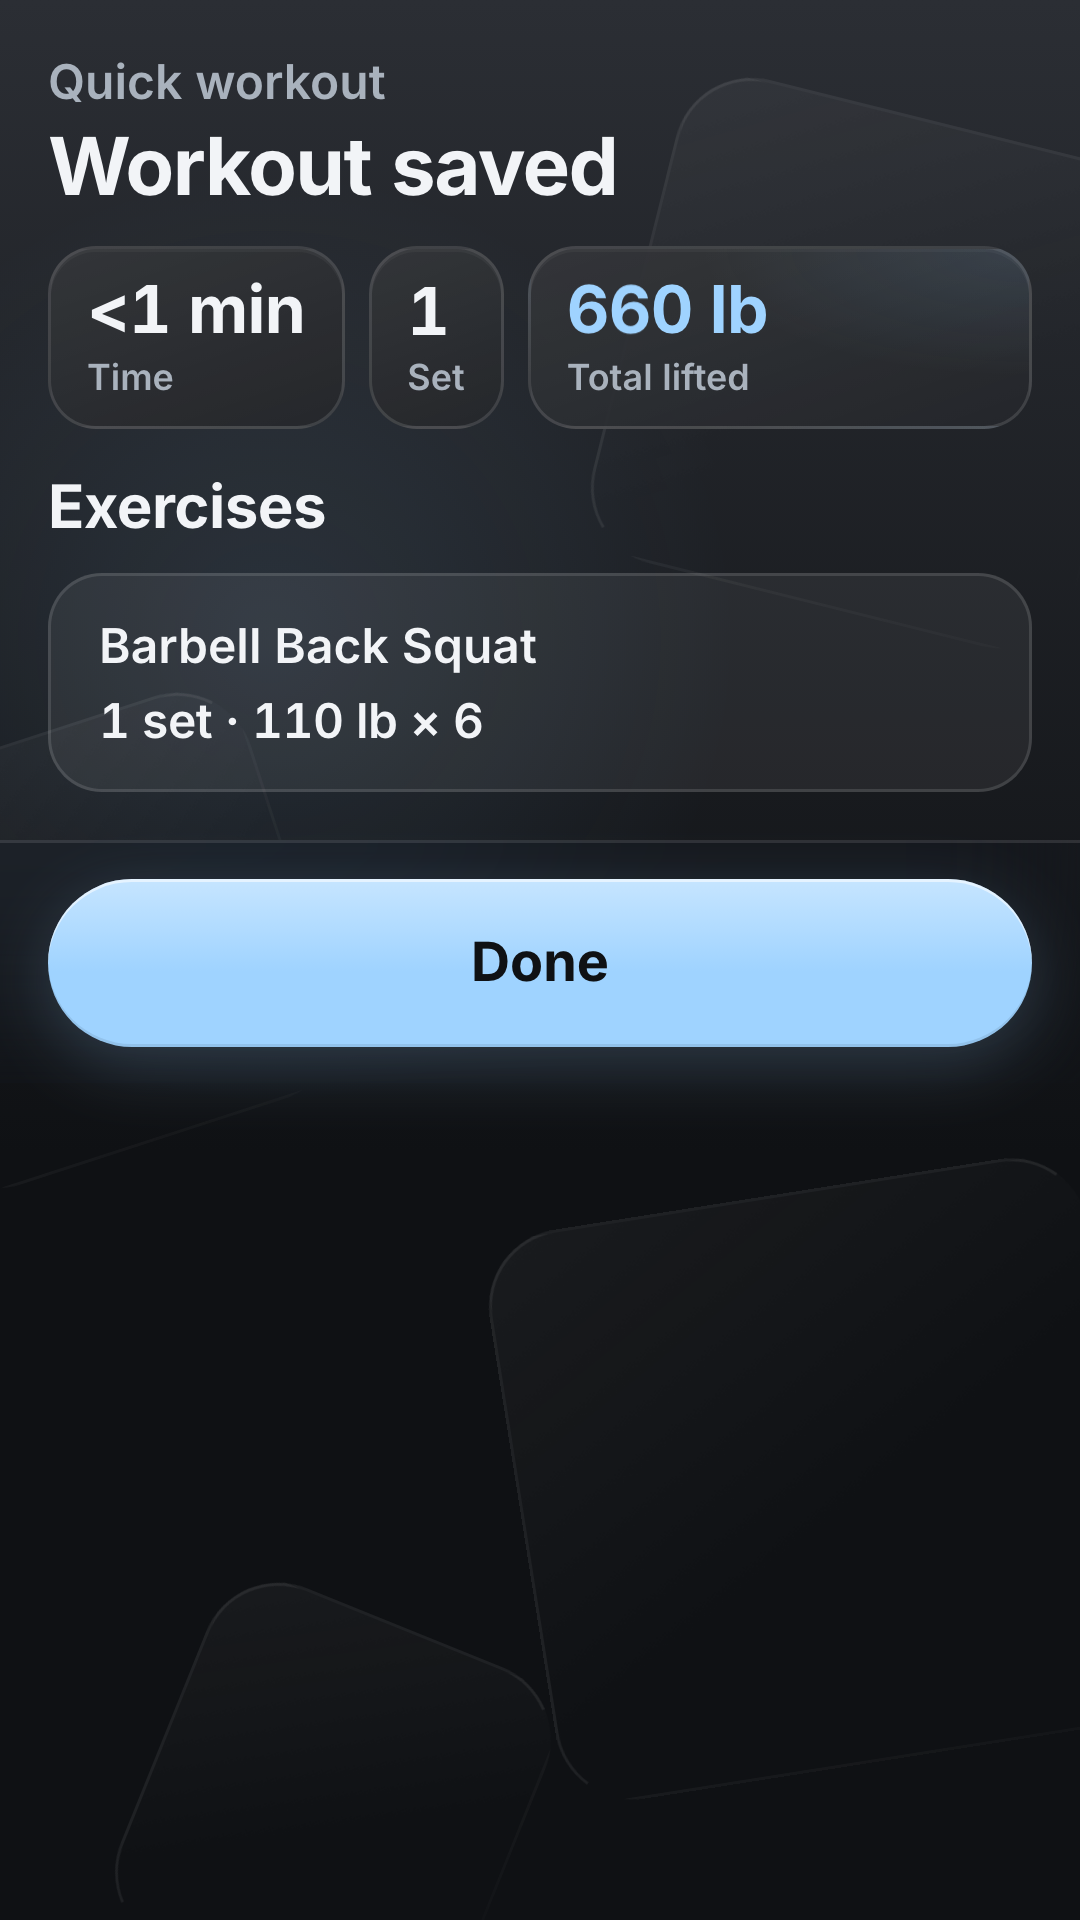 Quick workout
Workout saved
<1 min
Time
1
Set
660 lb
Total lifted
Exercises
Barbell Back Squat
1 set · 110 lb × 6
Done